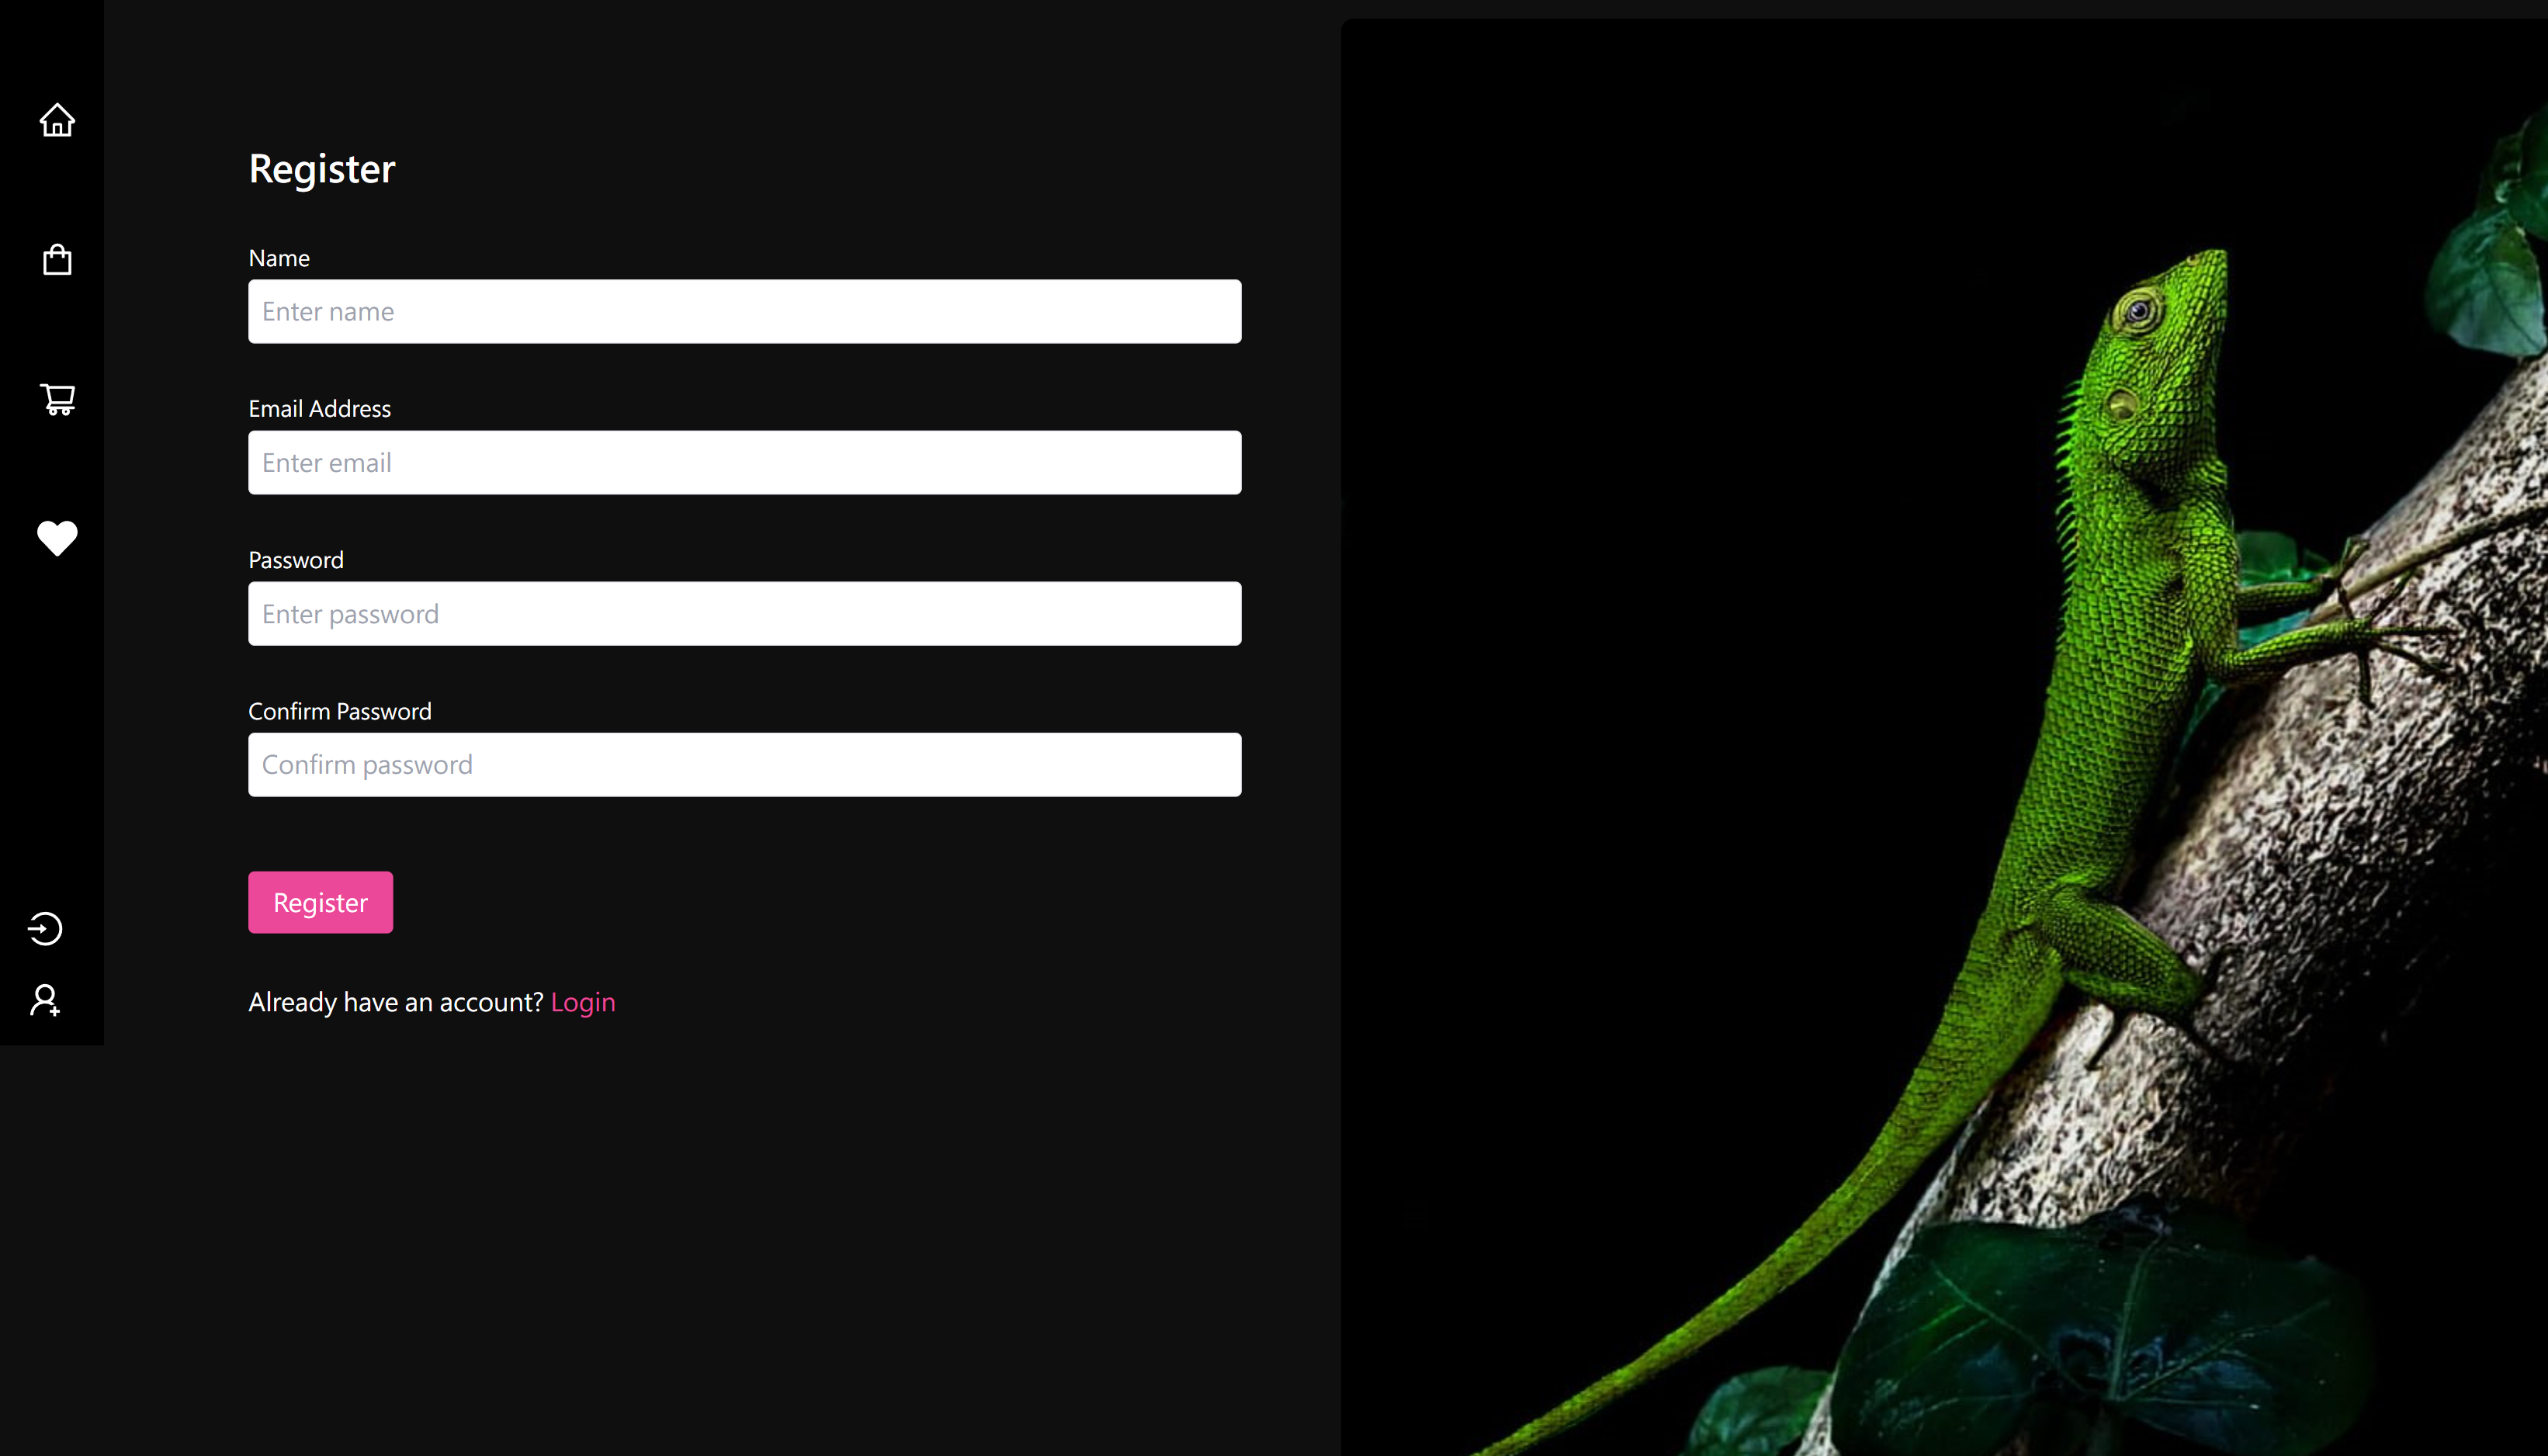 Register
Name
Enter name
Email Address
Enter email
Password
Enter password
Confirm Password
Confirm password
Register
Already have an account? Login